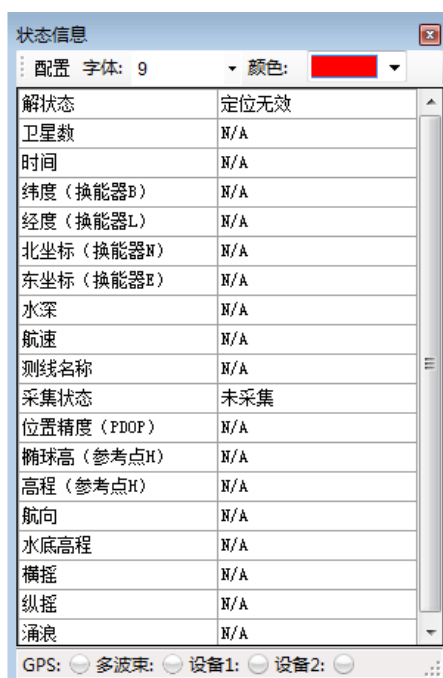 状态信息
配置 字体: 9 颜色:
解状态 定位无效
卫星数 N/A
时间 N/A
纬度（换能器B） N/A
经度（换能器L） N/A
北坐标（换能器N） N/A
东坐标（换能器E） N/A
水深 N/A
航速 N/A
测线名称 N/A
采集状态 未采集
位置精度（PDOP） N/A
椭球高（参考点H） N/A
高程（参考点H） N/A
航向 N/A
水底高程 N/A
横摇 N/A
纵摇 N/A
涌浪 N/A
GPS: 多波束: 设备1: 设备2: